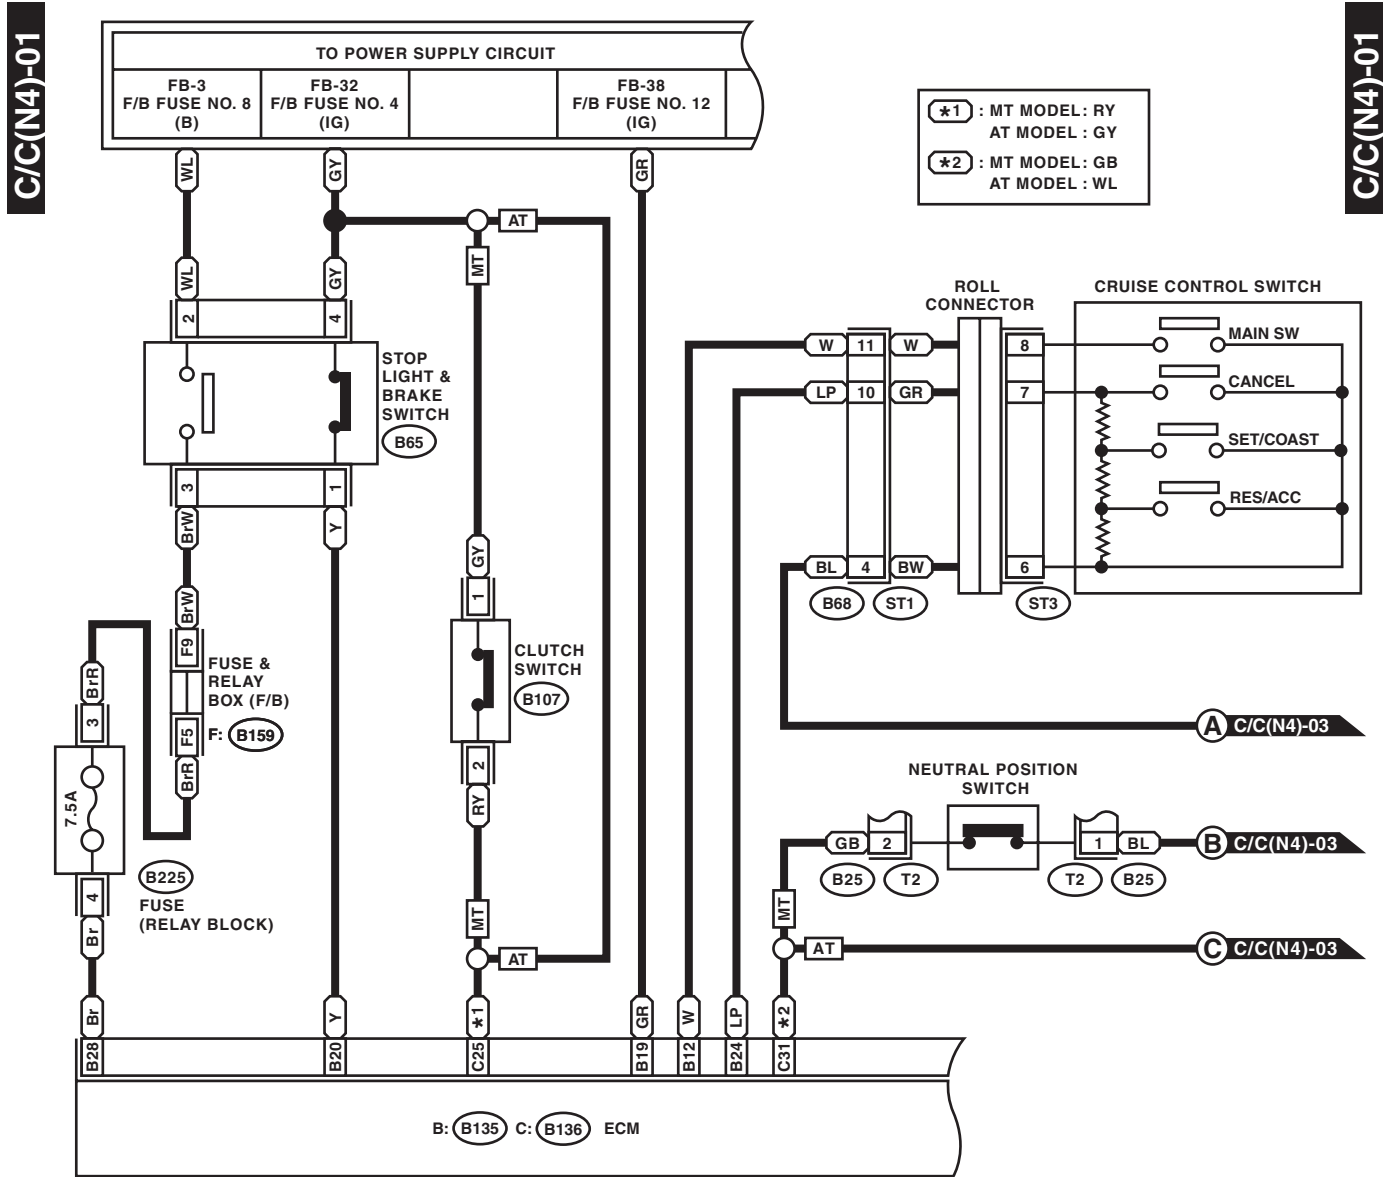 C/C(N4)-01
C/C(N4)-01
TO POWER SUPPLY CIRCUIT
FB-3
F/B FUSE NO. 8
(B)
FB-32
F/B FUSE NO. 4
(IG)
FB-38
F/B FUSE NO. 12
(IG)
*1 : MT MODEL: RY
AT MODEL : GY
*2 : MT MODEL: GB
AT MODEL : WL
WL
GY
GR
AT
MT
WL
GY
2
4
STOP
LIGHT &
BRAKE
SWITCH
B65
3
1
BrW
Y
BrW
F9
FUSE &
RELAY
BOX (F/B)
F5
F: B159
BrR
BrR
3
7.5A
4
Br
B225
FUSE
(RELAY BLOCK)
GY
1
CLUTCH
SWITCH
B107
2
RY
MT
AT
ROLL
CONNECTOR
CRUISE CONTROL SWITCH
W
11
W
8
MAIN SW
LP
10
GR
7
CANCEL
SET/COAST
RES/ACC
BL
4
BW
6
B68
ST1
ST3
A C/C(N4)-03
NEUTRAL POSITION
SWITCH
GB
2
1
BL
B C/C(N4)-03
B25
T2
T2
B25
MT
AT
C C/C(N4)-03
Br
Y
*1
GR
W
LP
*2
B28
B20
C25
B19
B12
B24
C31
B: B135 C: B136 ECM